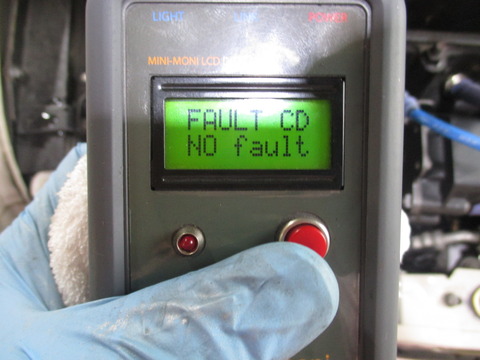 LIGHT POWER
MINI-MONI LCD
FAULT CD
NO fault